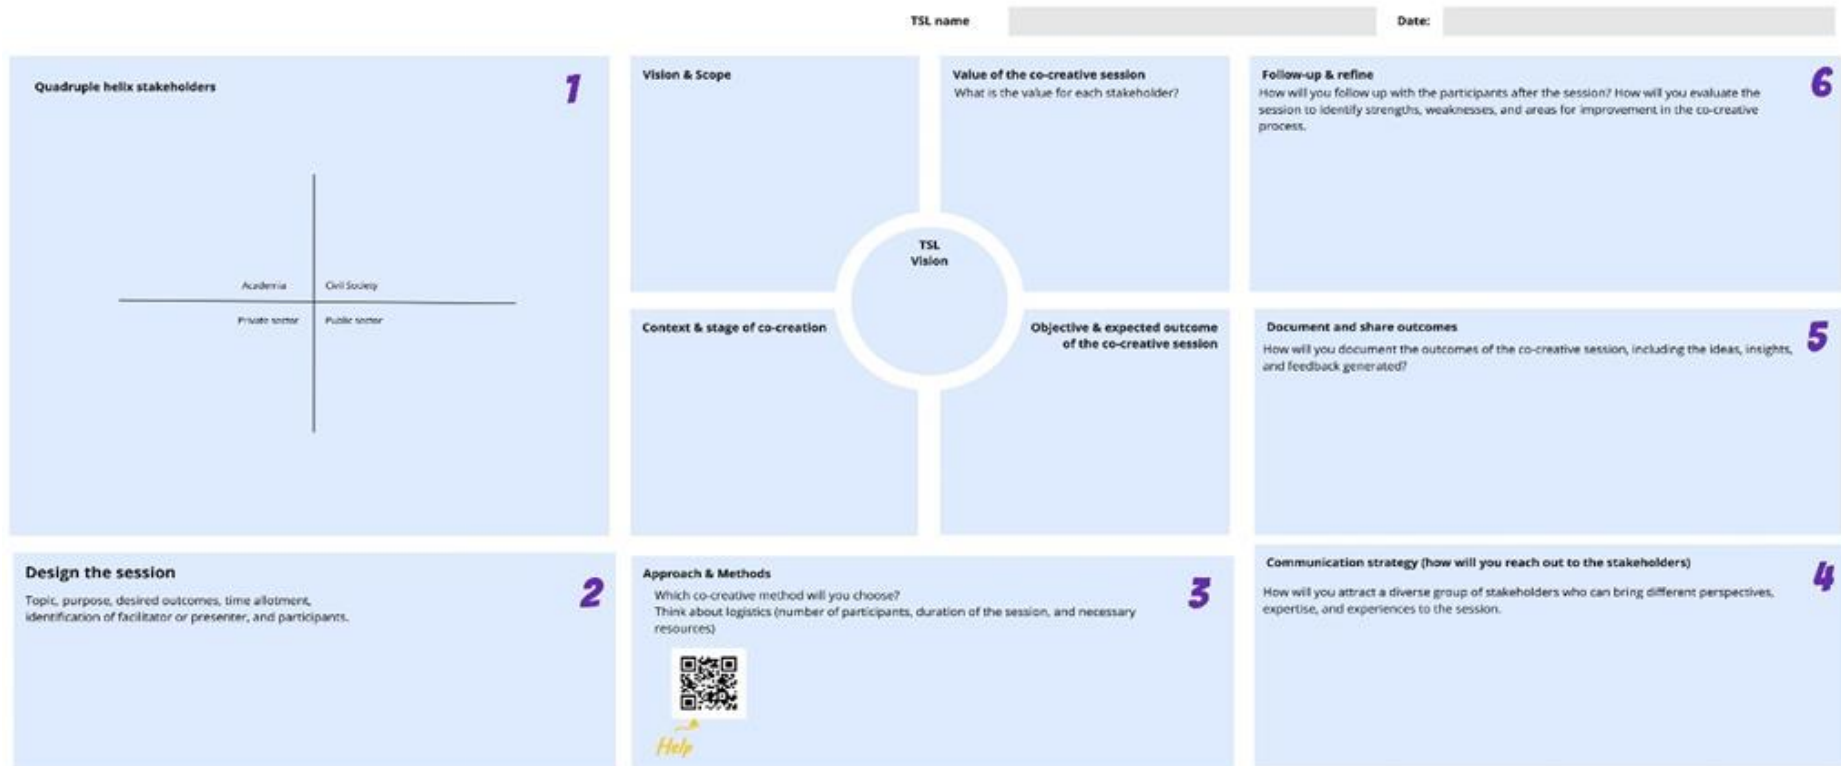 TSL name
Date:
Quadruple helix stakeholders
1
Academia
Civil Society
Private sector
Public sector
Vision & Scope
Value of the co-creative session
What is the value for each stakeholder?
TSL
Vision
Context & stage of co-creation
Objective & expected outcome
of the co-creative session
Follow-up & refine
6
How will you follow up with the participants after the session? How will you evaluate the
session to identify strengths, weaknesses, and areas for improvement in the co-creative
process.
Document and share outcomes
5
How will you document the outcomes of the co-creative session, including the ideas, insights,
and feedback generated?
Design the session
2
Topic, purpose, desired outcomes, time allotment,
identification of facilitator or presenter, and participants.
Approach & Methods
3
Which co-creative method will you choose?
Think about logistics (number of participants, duration of the session, and necessary
resources)
Help
Communication strategy (how will you reach out to the stakeholders)
4
How will you attract a diverse group of stakeholders who can bring different perspectives,
expertise, and experiences to the session.